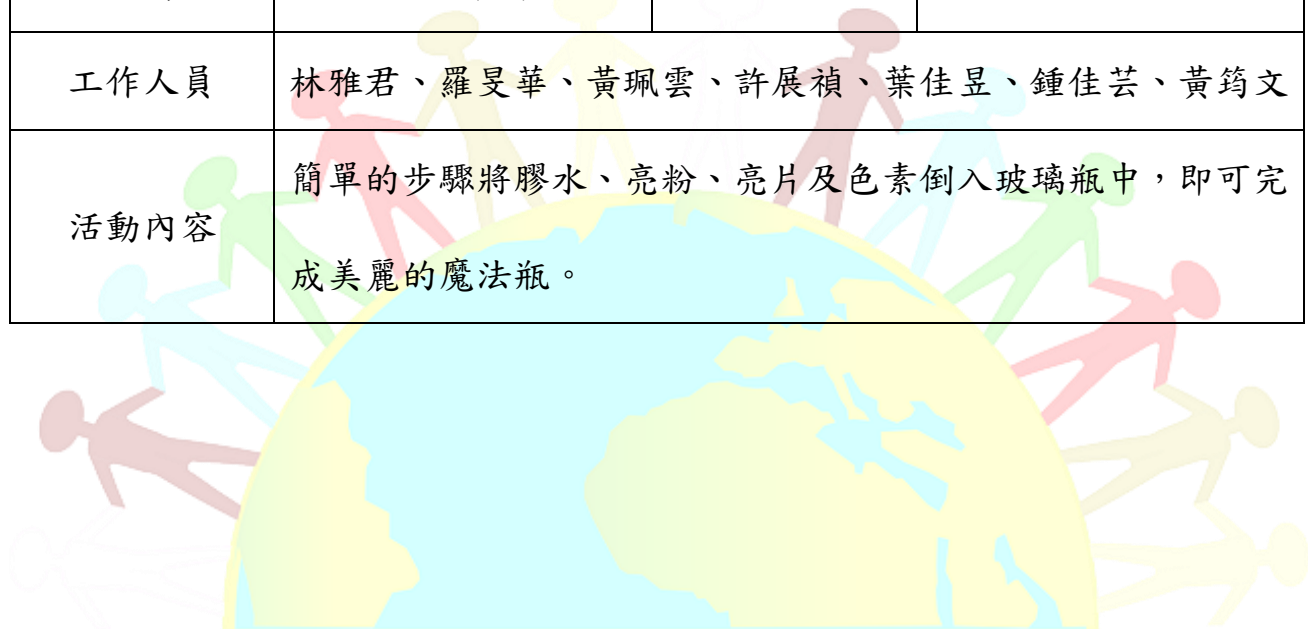 工作人員
林雅君、羅旻華、黃珮雲、許展禎、葉佳昱、鍾佳芸、黃筠文
活動內容
簡單的步驟將膠水、亮粉、亮片及色素倒入玻璃瓶中，即可完
成美麗的魔法瓶。